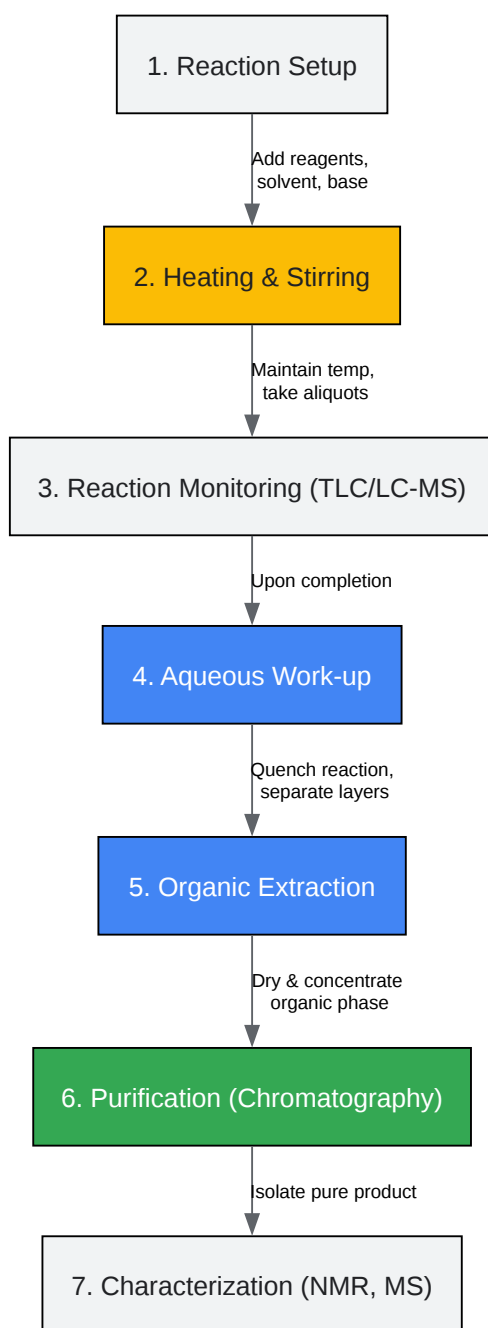 1. Reaction Setup
Add reagents,
solvent, base
2. Heating & Stirring
Maintain temp,
take aliquots
3. Reaction Monitoring (TLC/LC-MS)
Upon completion
4. Aqueous Work-up
Quench reaction,
separate layers
5. Organic Extraction
Dry & concentrate
organic phase
6. Purification (Chromatography)
Isolate pure product
7. Characterization (NMR, MS)